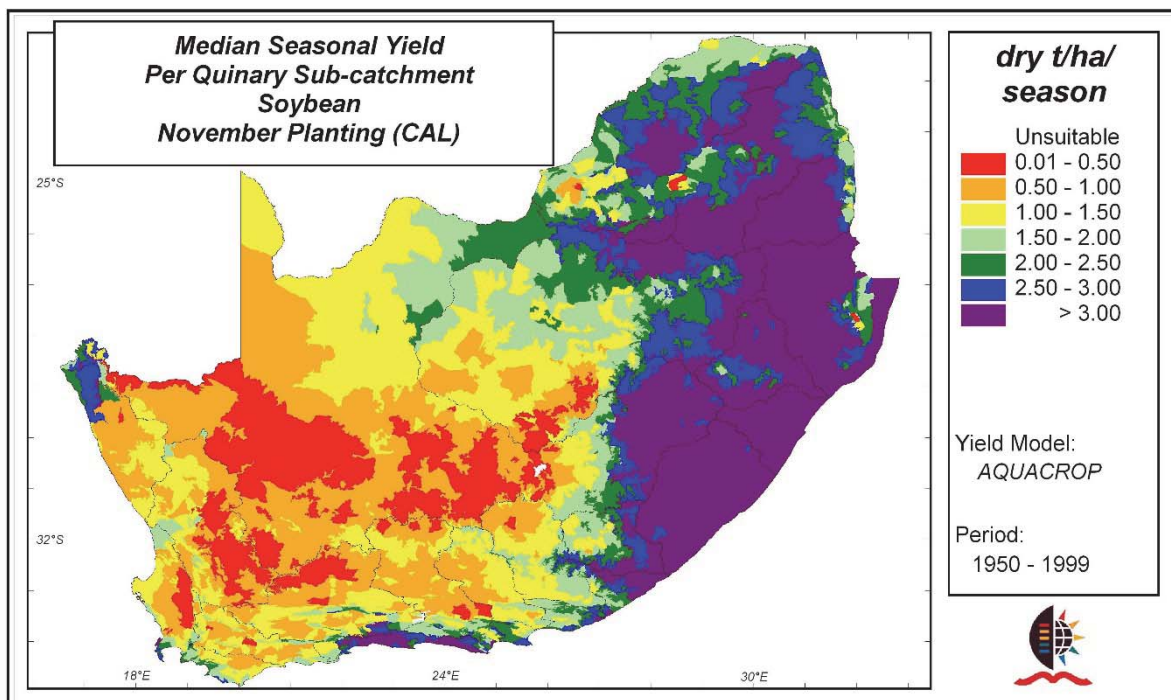 Median Seasonal Yield
Per Quinary Sub-catchment
Soybean
November Planting (CAL)
dry t/ha/
season
Unsuitable
0.01 - 0.50
0.50 - 1.00
1.00 - 1.50
1.50 - 2.00
2.00 - 2.50
2.50 - 3.00
> 3.00
Yield Model:
AQUACROP
Period:
1950 - 1999
25°S
32°S
18°E
24°E
30°E